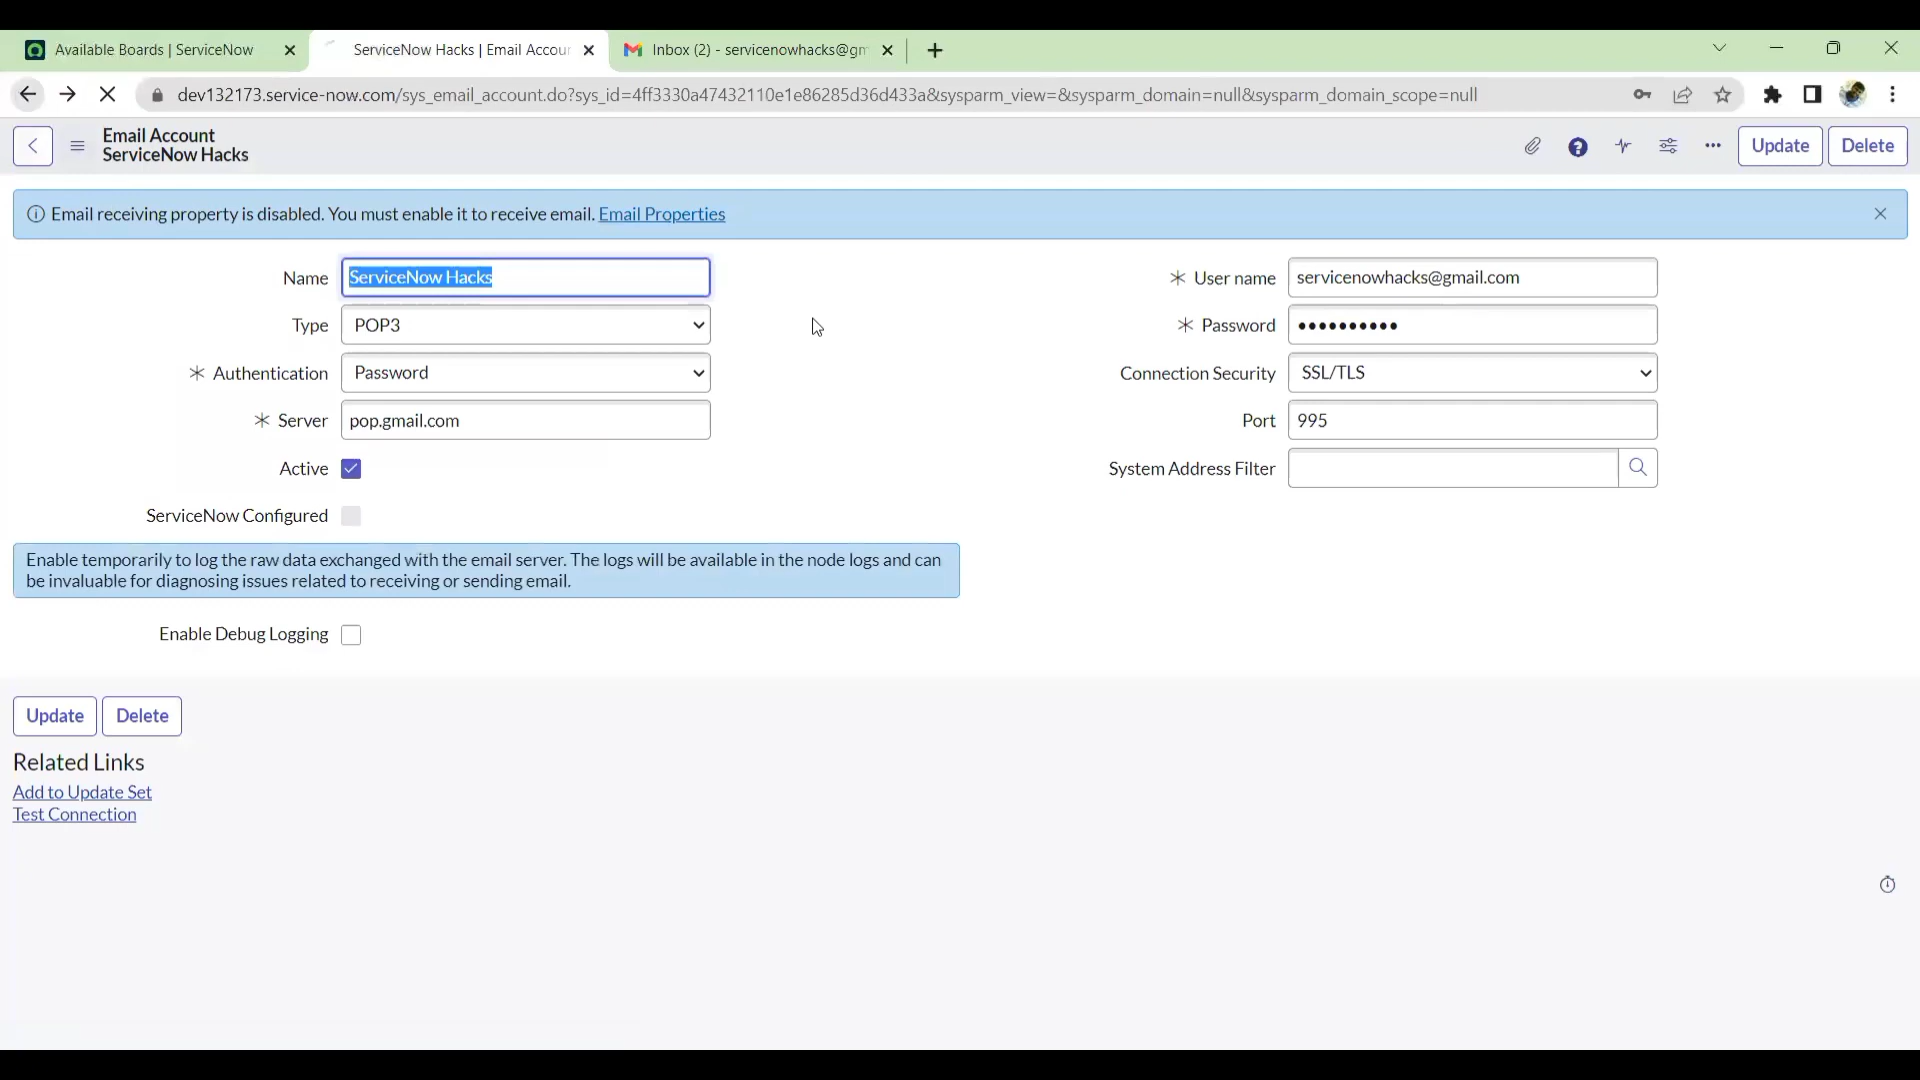 Available Boards | ServiceNow
ServiceNow Hacks | Email Accour
Inbox (2) - servicenowhacks@gm
dev132173.service-now.com/sys_email_account.do?sys_id=4ff3330a47432110e1e86285d36d433a&sysparm_view=&sysparm_domain=null&sysparm_domain_scope=null
Email Account
ServiceNow Hacks
Update
Delete
Email receiving property is disabled. You must enable it to receive email. Email Properties
Name
ServiceNow Hacks
User name
servicenowhacks@gmail.com
Type
POP3
Password
Authentication
Password
Connection Security
SSL/TLS
Server
pop.gmail.com
Port
995
Active
System Address Filter
ServiceNow Configured
Enable temporarily to log the raw data exchanged with the email server. The logs will be available in the node logs and can
be invaluable for diagnosing issues related to receiving or sending email.
Enable Debug Logging
Update
Delete
Related Links
Add to Update Set
Test Connection